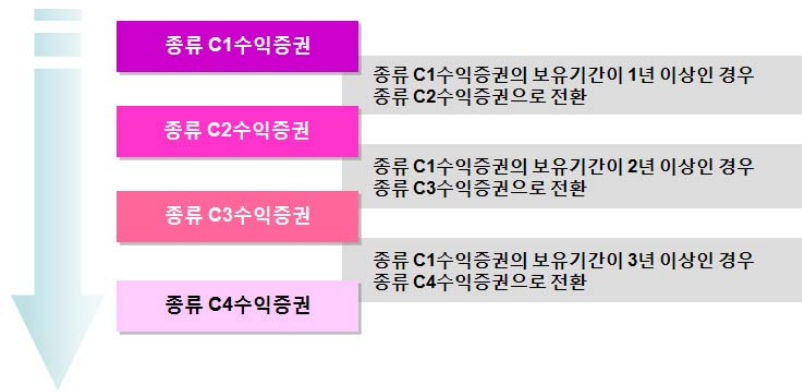 종류 C1수익증권
종류 C1수익증권의 보유기간이 1년 이상인 경우
종류 C2수익증권으로 전환
종류 C2수익증권
종류 C1수익증권의 보유기간이 2년 이상인 경우
종류 C3수익증권으로 전환
종류 C3수익증권
종류 C1수익증권의 보유기간이 3년 이상인 경우
종류 C4수익증권으로 전환
종류 C4수익증권